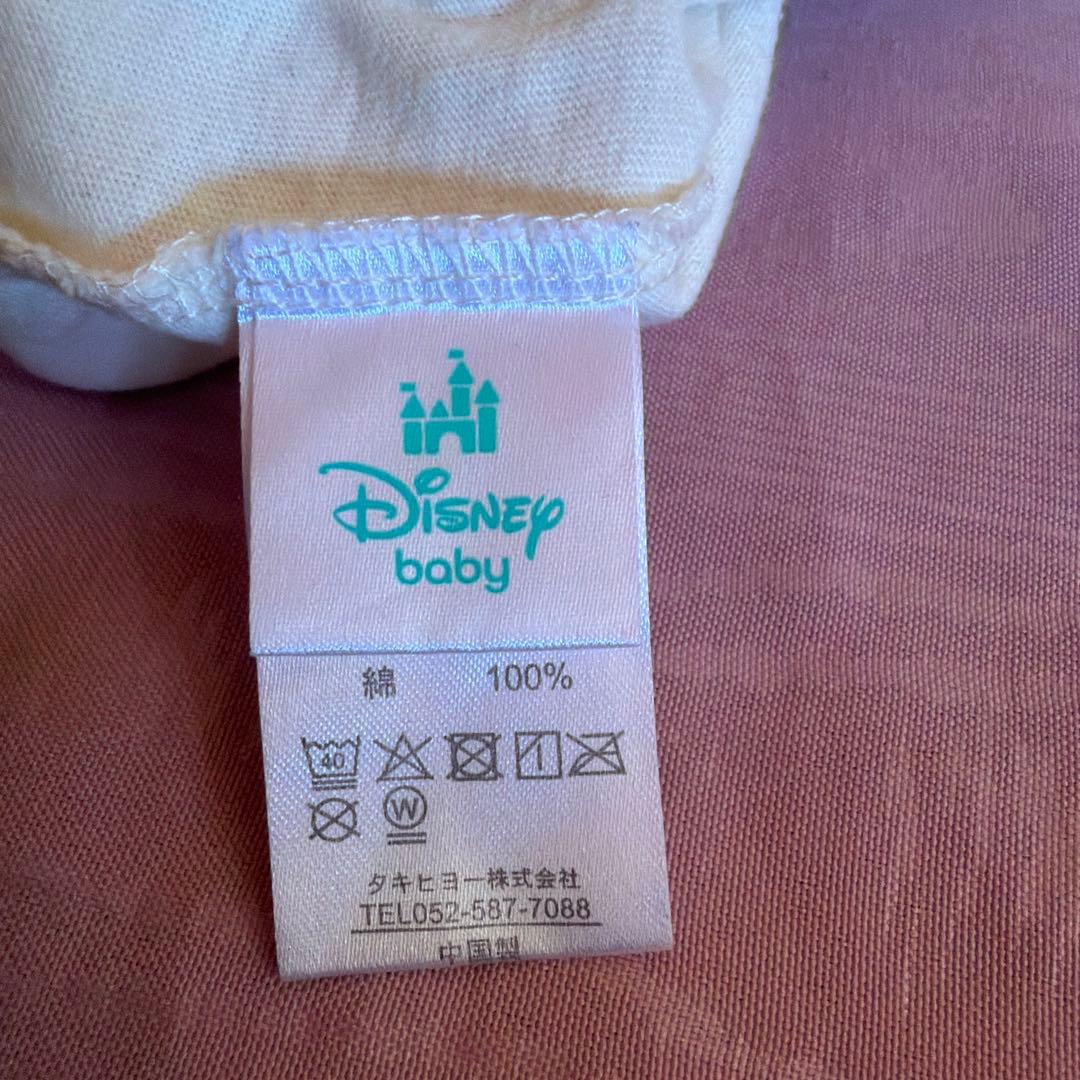 Disney
baby
綿 100%
40
W
タキヒヨー株式会社
TEL052-587-7088
中国製